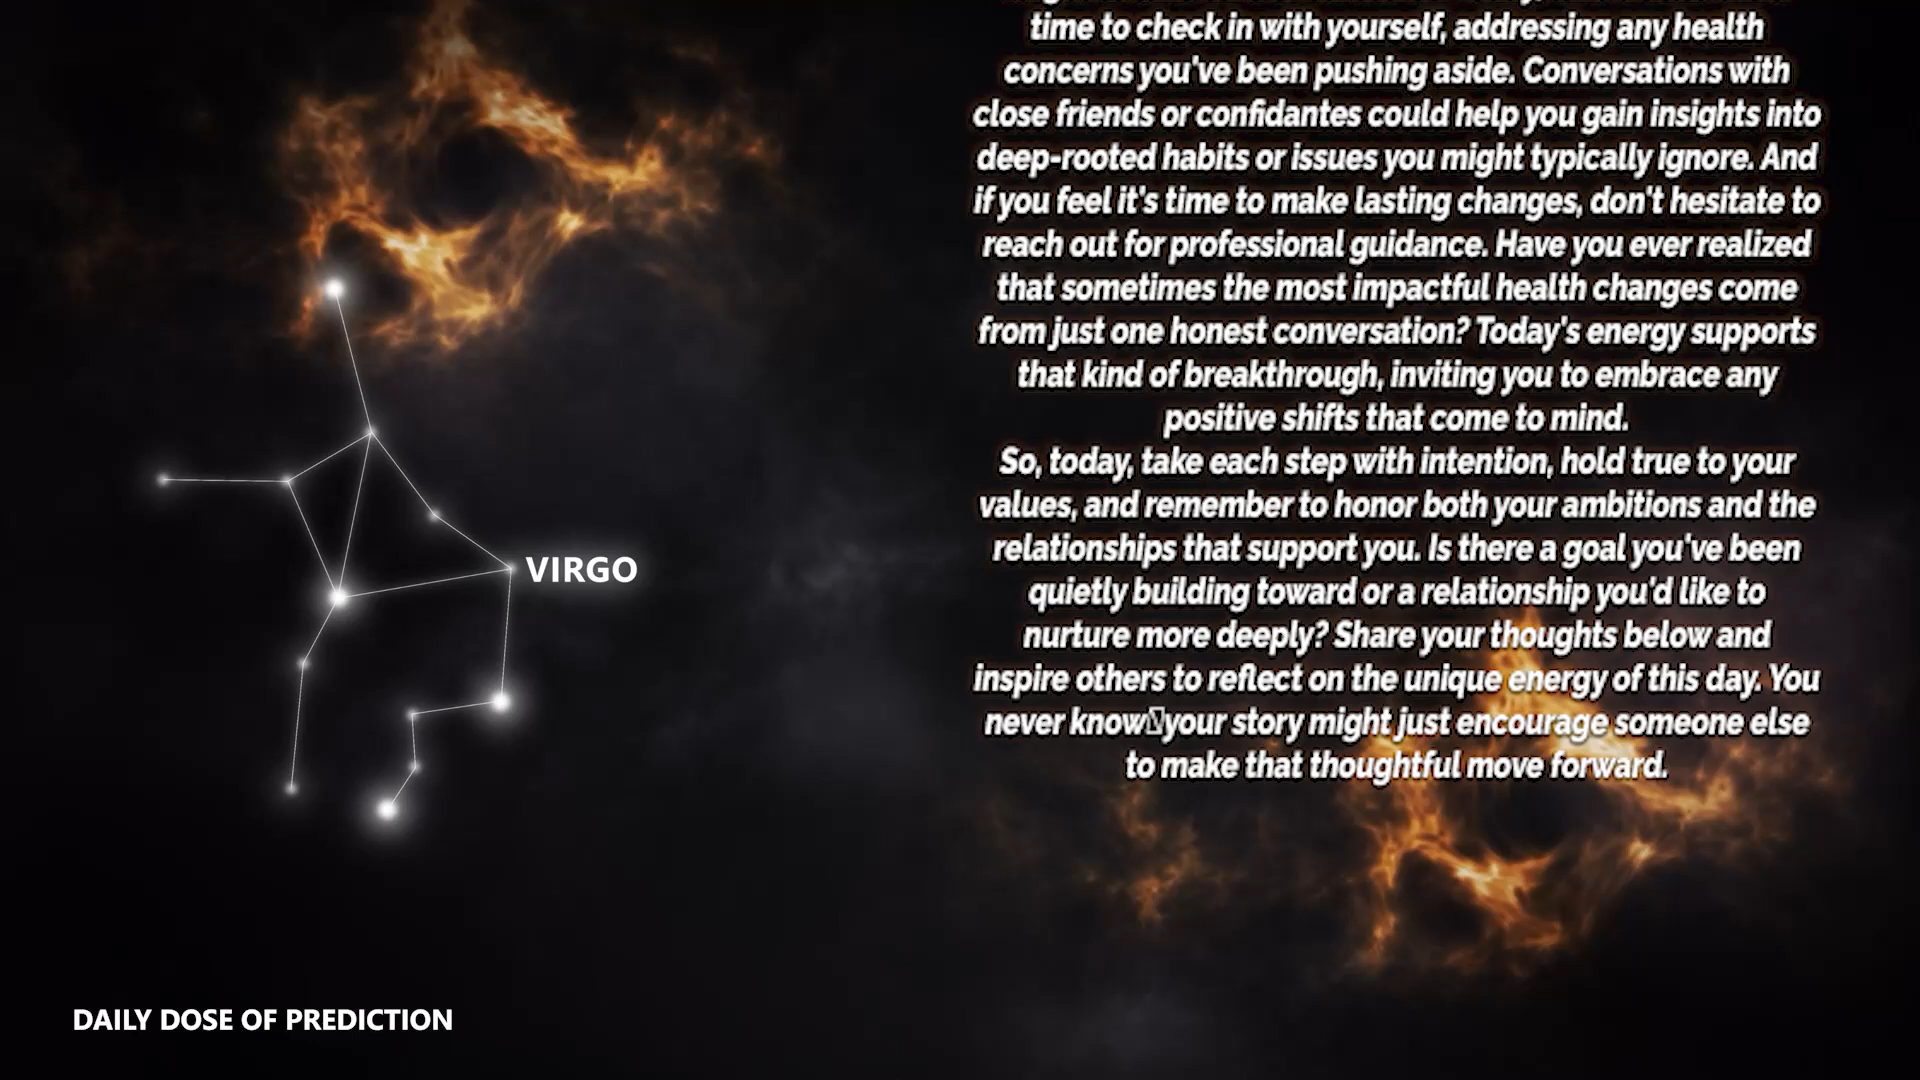 time to check in with yourself, addressing any health
concerns you've been pushing aside. Conversations with
close friends or confidantes could help you gain insights into
deep-rooted habits or issues you might typically ignore. And
if you feel it's time to make lasting changes, don't hesitate to
reach out for professional guidance. Have you ever realized
that sometimes the most impactful health changes come
from just one honest conversation? Today's energy supports
that kind of breakthrough, inviting you to embrace any
positive shifts that come to mind.
So, today, take each step with intention, hold true to your
values, and remember to honor both your ambitions and the
relationships that support you. Is there a goal you've been
quietly building toward or a relationship you'd like to
nurture more deeply? Share your thoughts below and
inspire others to reflect on the unique energy of this day. You
never know▯your story might just encourage someone else
to make that thoughtful move forward.
VIRGO
DAILY DOSE OF PREDICTION